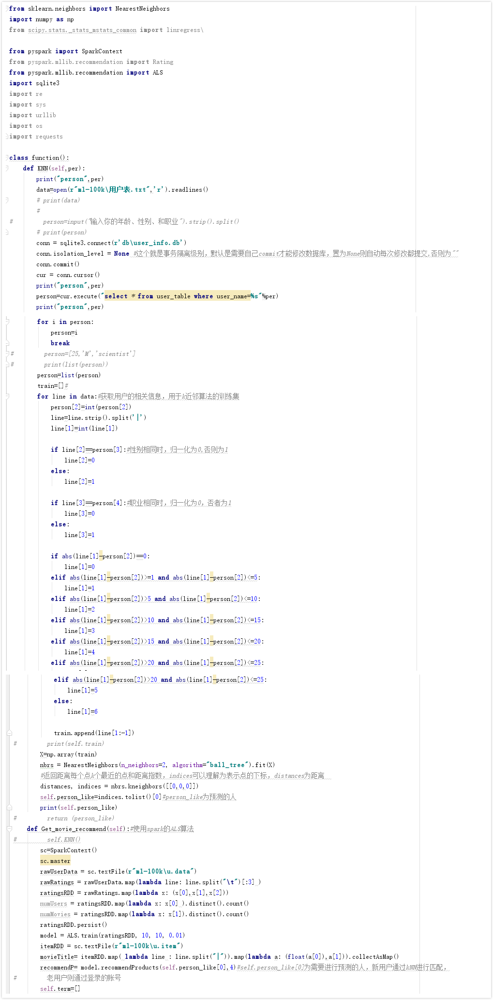 from sklearn.neighbors import NearestNeighbors
import numpy as np
from scipy.stats._stats_mstats_common import linregress\
from pyspark import SparkContext
from pyspark.mllib.recommendation import Rating
from pyspark.mllib.recommendation import ALS
import sqlite3
import re
import sys
import urllib
import os
import requests
class function():
def KNN(self,per):
print("person",per)
data=open(r"ml-100k\用户表.txt",'r').readlines()
# print(data)
#
# person=input("输入你的年龄、性别、和职业").strip().split()
# print(person)
conn = sqlite3.connect(r'db\user_info.db')
conn.isolation_level = None #这个就是事务隔离级别，默认是需要自己commit才能修改数据库，置为None则自动每次修改都提交,否则为""
conn.commit()
cur = conn.cursor()
print("person",per)
person=cur.execute("select * from user_table where user_name=%s"%per)
print("person",per)
for i in person:
person=i
break
# person=[25,'M','scientist']
# print(list(person))
person=list(person)
train=[]#
for line in data:#获取用户的相关信息，用于k近邻算法的训练集
person[2]=int(person[2])
line=line.strip().split('|')
line[1]=int(line[1])
if line[2]==person[3]:#性别相同时，归一化为0,否则为1
line[2]=0
else:
line[2]=1
if line[3]==person[4]:#职业相同时，归一化为0，否者为1
line[3]=0
else:
line[3]=1
if abs(line[1]-person[2])==0:
line[1]=0
elif abs(line[1]-person[2])>=1 and abs(line[1]-person[2])<=5:
line[1]=1
elif abs(line[1]-person[2])>5 and abs(line[1]-person[2])<=10:
line[1]=2
elif abs(line[1]-person[2])>10 and abs(line[1]-person[2])<=15:
line[1]=3
elif abs(line[1]-person[2])>15 and abs(line[1]-person[2])<=20:
line[1]=4
elif abs(line[1]-person[2])>20 and abs(line[1]-person[2])<=25:
elif abs(line[1]-person[2])>20 and abs(line[1]-person[2])<=25:
line[1]=5
else:
line[1]=6
train.append(line[1:-1])
# print(self.train)
X=np.array(train)
nbrs = NearestNeighbors(n_neighbors=2, algorithm="ball_tree").fit(X)
#返回距离每个点k个最近的点和距离指数，indices可以理解为表示点的下标，distances为距离
distances, indices = nbrs.kneighbors([[0,0,0]])
self.person_like=indices.tolist()[0]#person_like为预测的人
print(self.person_like)
# return (person_like)
def Get_movie_recommend(self):#使用spark的ALS算法
# self.KNN()
sc=SparkContext()
sc.master
rawUserData = sc.textFile(r"ml-100k\u.data")
rawRatings = rawUserData.map(lambda line: line.split("\t")[:3] )
ratingsRDD = rawRatings.map(lambda x: (x[0],x[1],x[2]))
numUsers = ratingsRDD.map(lambda x: x[0] ).distinct().count()
numMovies = ratingsRDD.map(lambda x: x[1]).distinct().count()
ratingsRDD.persist()
model = ALS.train(ratingsRDD, 10, 10, 0.01)
itemRDD = sc.textFile(r"ml-100k\u.item")
movieTitle= itemRDD.map( lambda line : line.split("|")).map(lambda a: (float(a[0]),a[1])).collectAsMap()
recommendP= model.recommendProducts(self.person_like[0],4)#self.person_like[0]为需要进行预测的人，新用户通过kNN进行匹配，
# 老用户则通过登录的账号
self.term=[]